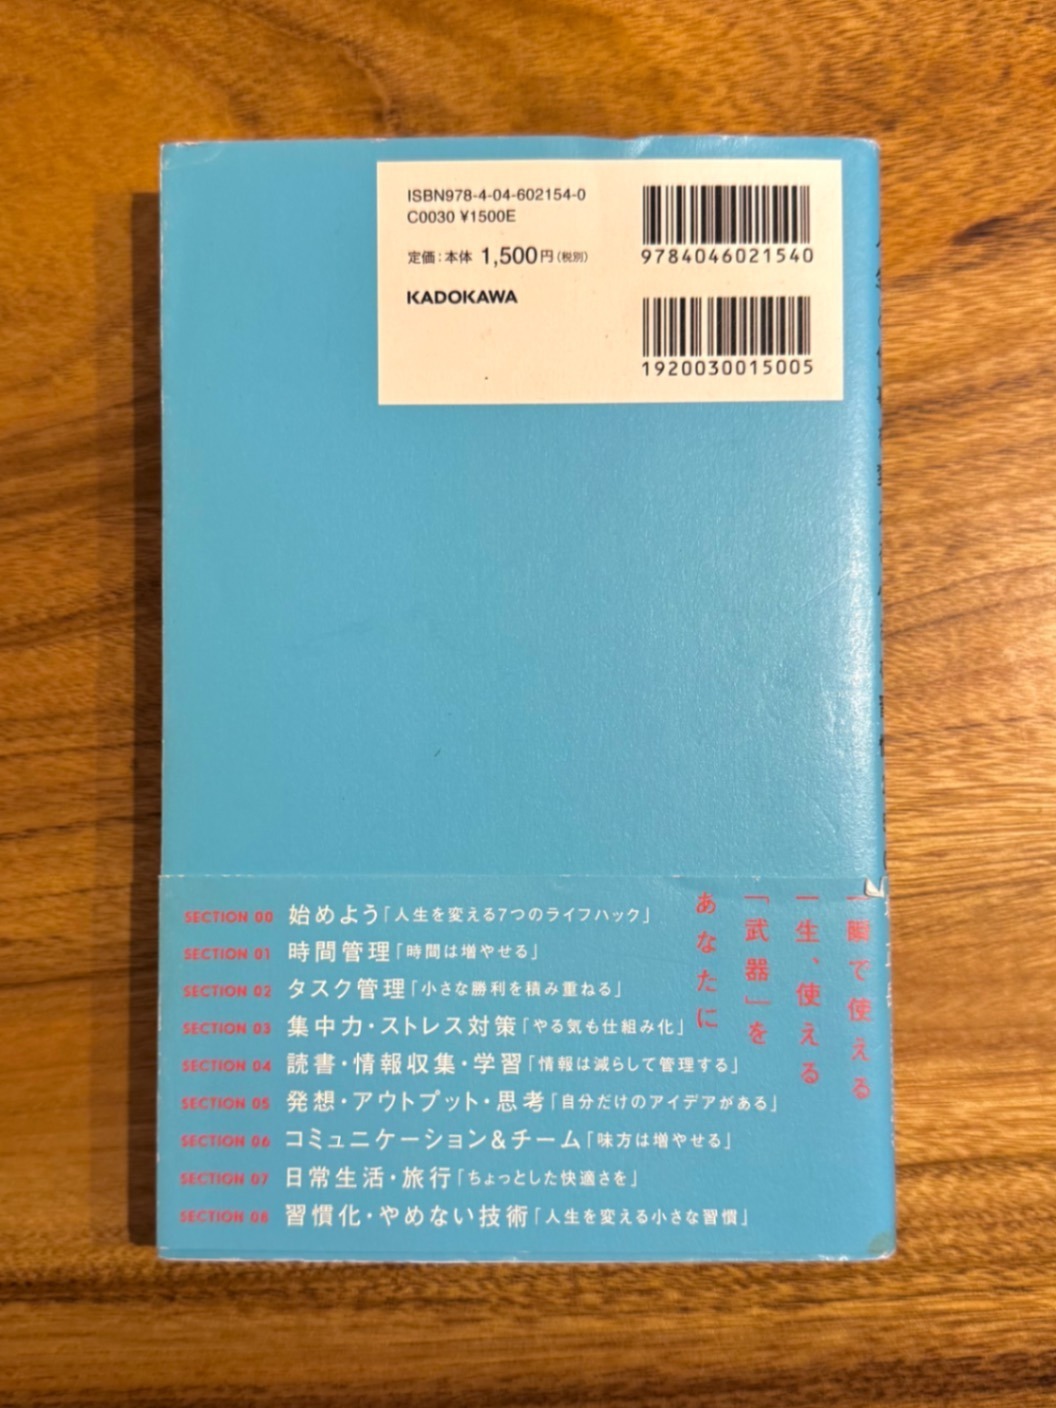 ISBN978-4-04-602154-0
C0030 ¥1500E
定価：本体 1,500円（税別）
KADOKAWA
9784046021540
1920030015005
一瞬で使える
一生、使える
「武器」を
あなたに
SECTION 00 始めよう「人生を変える7つのライフハック」
SECTION 01 時間管理「時間は増やせる」
SECTION 02 タスク管理「小さな勝利を積み重ねる」
SECTION 03 集中力・ストレス対策「やる気も仕組み化」
SECTION 04 読書・情報収集・学習「情報は減らして管理する」
SECTION 05 発想・アウトプット・思考「自分だけのアイデアがある」
SECTION 06 コミュニケーション＆チーム「味方は増やせる」
SECTION 07 日常生活・旅行「ちょっとした快適さを」
SECTION 08 習慣化・やめない技術「人生を変える小さな習慣」